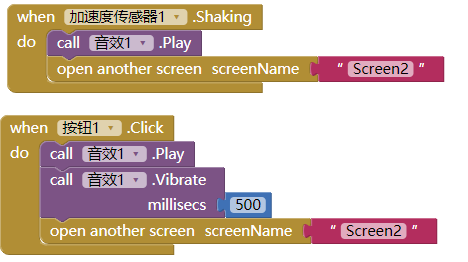 when 加速度传感器1 .Shaking
do call 音效1 .Play
open another screen screenName " Screen2 "
when 按钮1 .Click
do call 音效1 .Play
call 音效1 .Vibrate
millisecs 500
open another screen screenName " Screen2 "